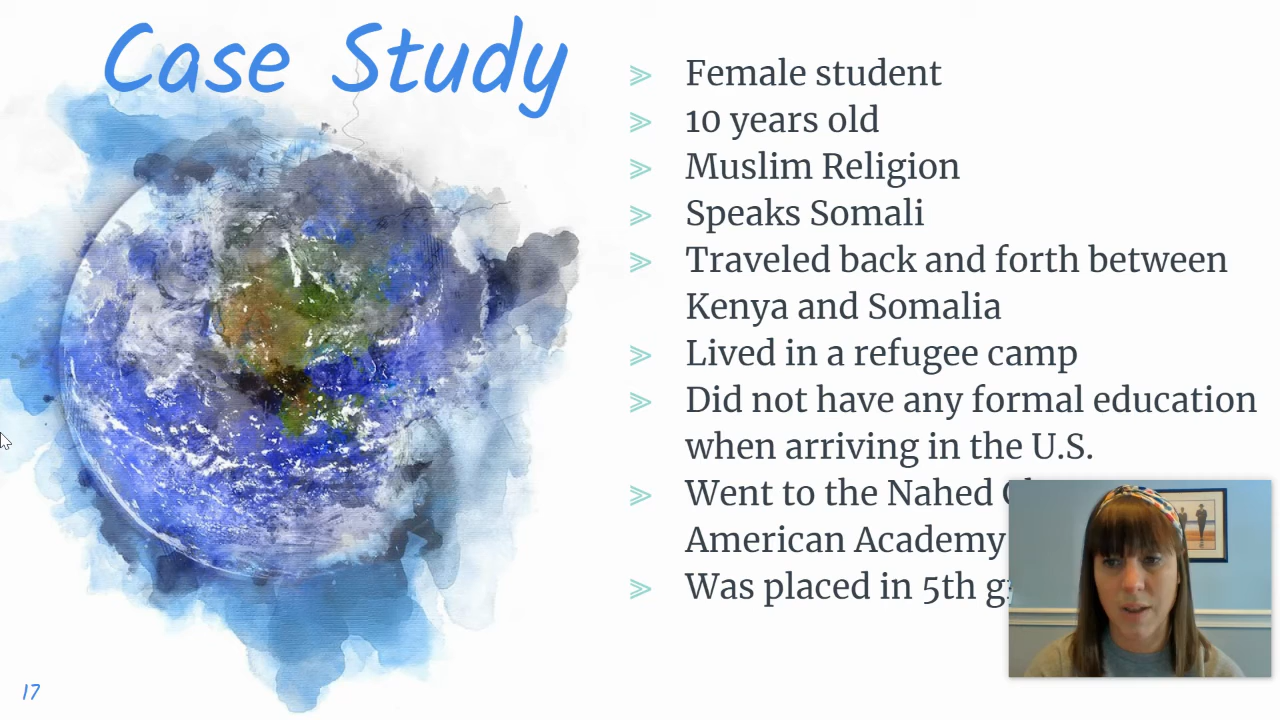 Case Study
Female student
10 years old
Muslim Religion
Speaks Somali
Traveled back and forth between
Kenya and Somalia
Lived in a refugee camp
Did not have any formal education
when arriving in the U.S.
Went to the Nahed
American Academy
Was placed in 5th
17